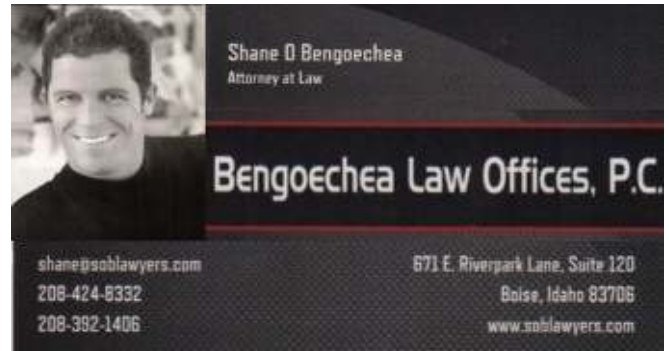 Shane O Bengoechea
Attorney at Law
Bengoechea Law Offices, P.C.
shane@soblawyers.com
208-424-8332
208-392-1406
671 E. Riverpark Lane, Suite 120
Boise, Idaho 83706
www.soblawyers.com